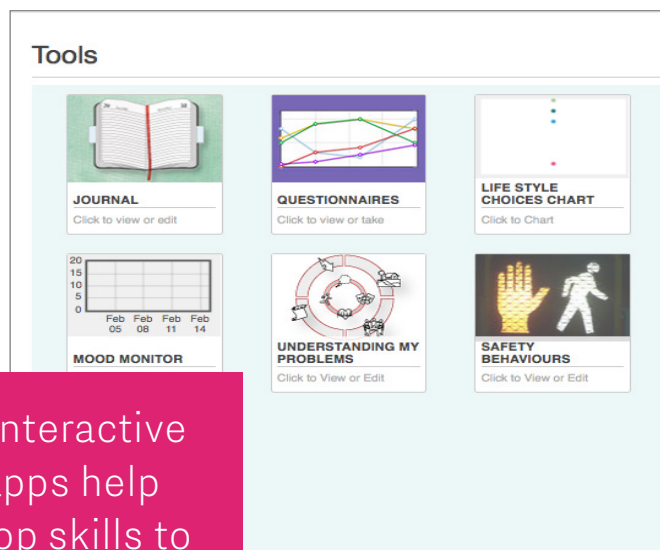 Tools
JOURNAL
Click to view or edit
QUESTIONNAIRES
Click to view or take
LIFE STYLE
CHOICES CHART
Click to Chart
20
15
10
5
0
Feb Feb Feb Feb
05 08 11 14
MOOD MONITOR
UNDERSTANDING MY
PROBLEMS
Click to View or Edit
SAFETY
BEHAVIOURS
Click to View or Edit
nteractive
pps help
op skills to